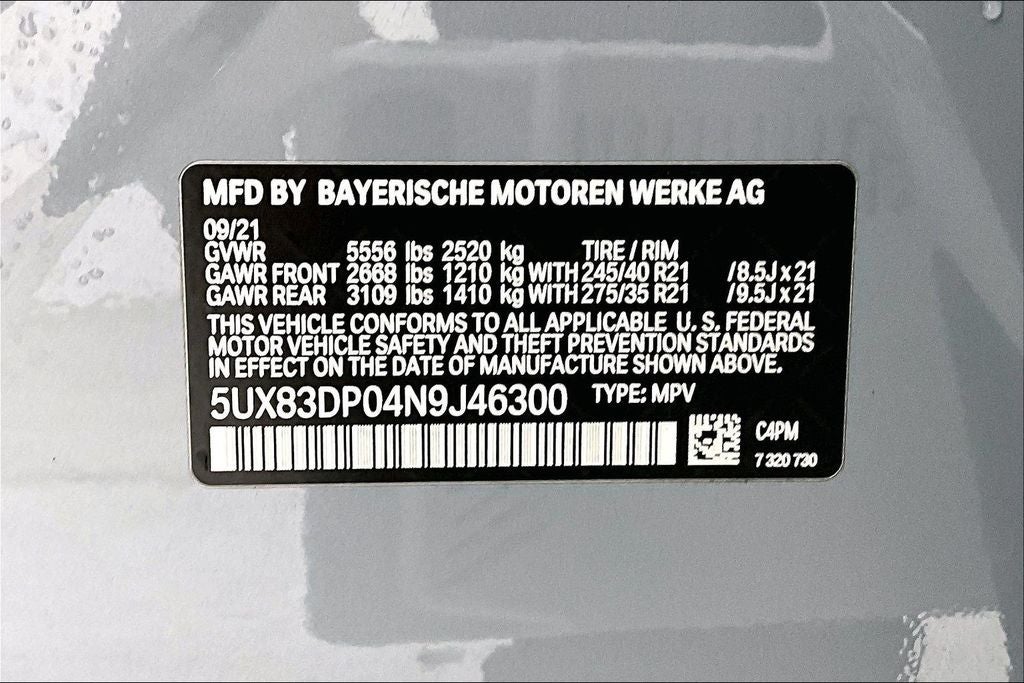 MFD BY BAYERISCHE MOTOREN WERKE AG
09/21
GVWR 5556 lbs 2520 kg TIRE / RIM
GAWR FRONT 2668 lbs 1210 kg WITH 245/40 R21 /8.5J x 21
GAWR REAR 3109 lbs 1410 kg WITH 275/35 R21 /9.5J x 21
THIS VEHICLE CONFORMS TO ALL APPLICABLE U. S. FEDERAL
MOTOR VEHICLE SAFETY AND THEFT PREVENTION STANDARDS
IN EFFECT ON THE DATE OF MANUFACTURE SHOWN ABOVE.
5UX83DP04N9J46300 TYPE: MPV
C4PM
7 320 730